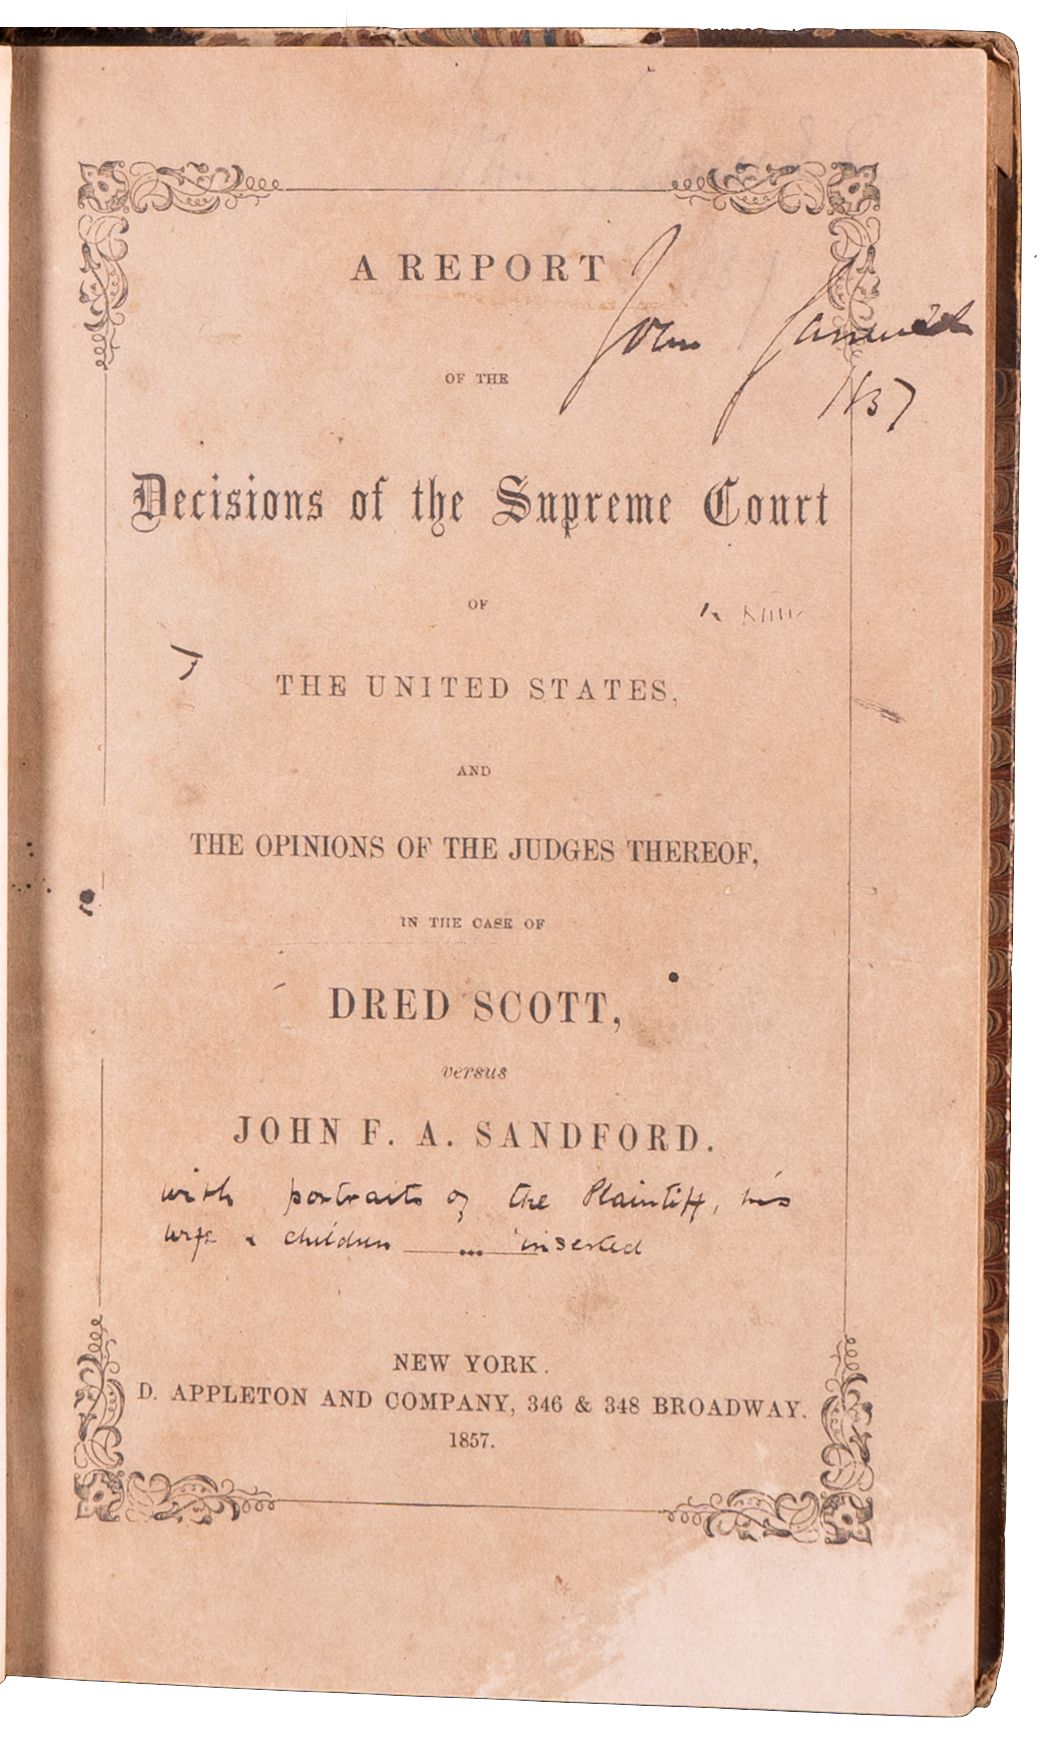 A REPORT
John
1857
OF THE
Decisions of the Supreme Court
OF
THE UNITED STATES,
AND
THE OPINIONS OF THE JUDGES THEREOF,
IN THE CASE OF
DRED SCOTT,
versus
JOHN F. A. SANDFORD.
with portraits of the Plaintiff, his
wife & children ... inserted
NEW YORK.
D. APPLETON AND COMPANY, 346 & 348 BROADWAY.
1857.